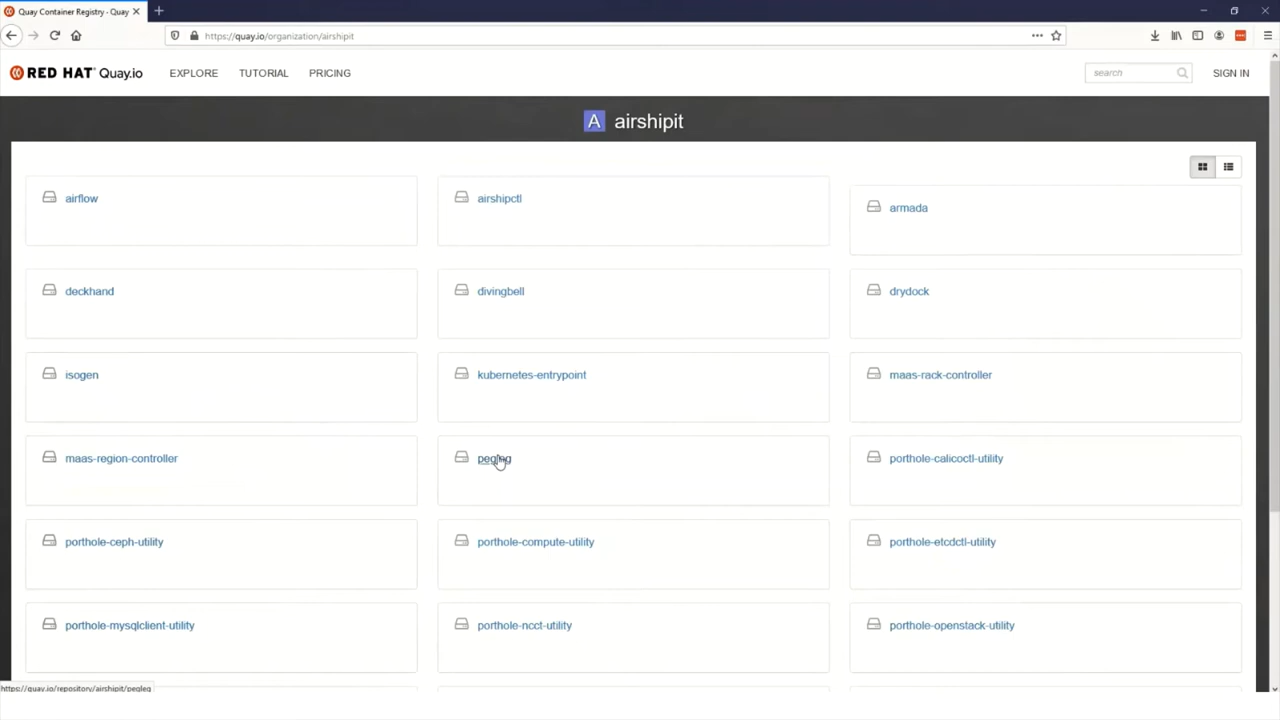 Quay Container Registry - Quay
https://quay.io/organization/airshipit
RED HAT Quay.io EXPLORE TUTORIAL PRICING search SIGN IN
A airshipit
airflow airshipctl armada
deckhand divingbell drydock
isogen kubernetes-entrypoint maas-rack-controller
maas-region-controller pegleg porthole-calicoctl-utility
porthole-ceph-utility porthole-compute-utility porthole-etcdctl-utility
porthole-mysqlclient-utility porthole-ncct-utility porthole-openstack-utility
https://quay.io/repository/airshipit/pegleg